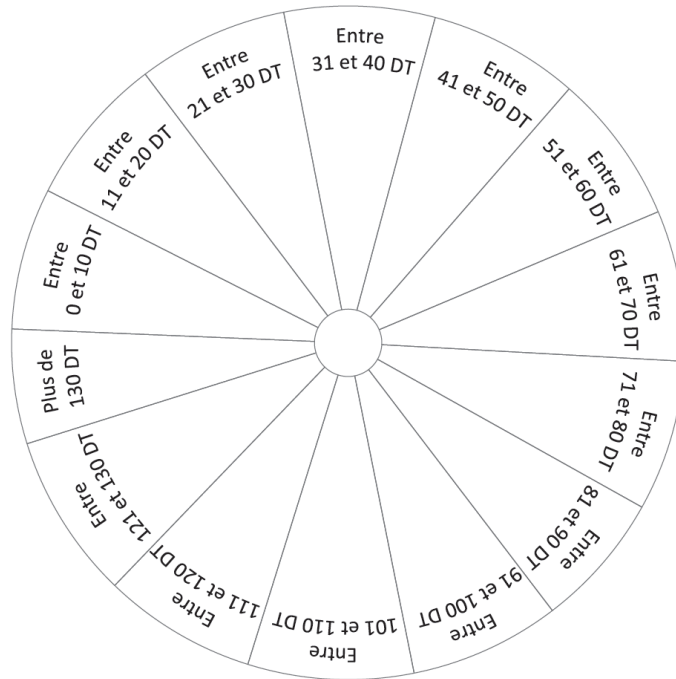 Entre
0 et 10 DT
Entre
11 et 20 DT
Entre
21 et 30 DT
Entre
31 et 40 DT
Entre
41 et 50 DT
Entre
51 et 60 DT
Entre
61 et 70 DT
Entre
71 et 80 DT
Entre
81 et 90 DT
Entre
91 et 100 DT
Entre
101 et 110 DT
Entre
111 et 120 DT
Entre
121 et 130 DT
Plus de
130 DT